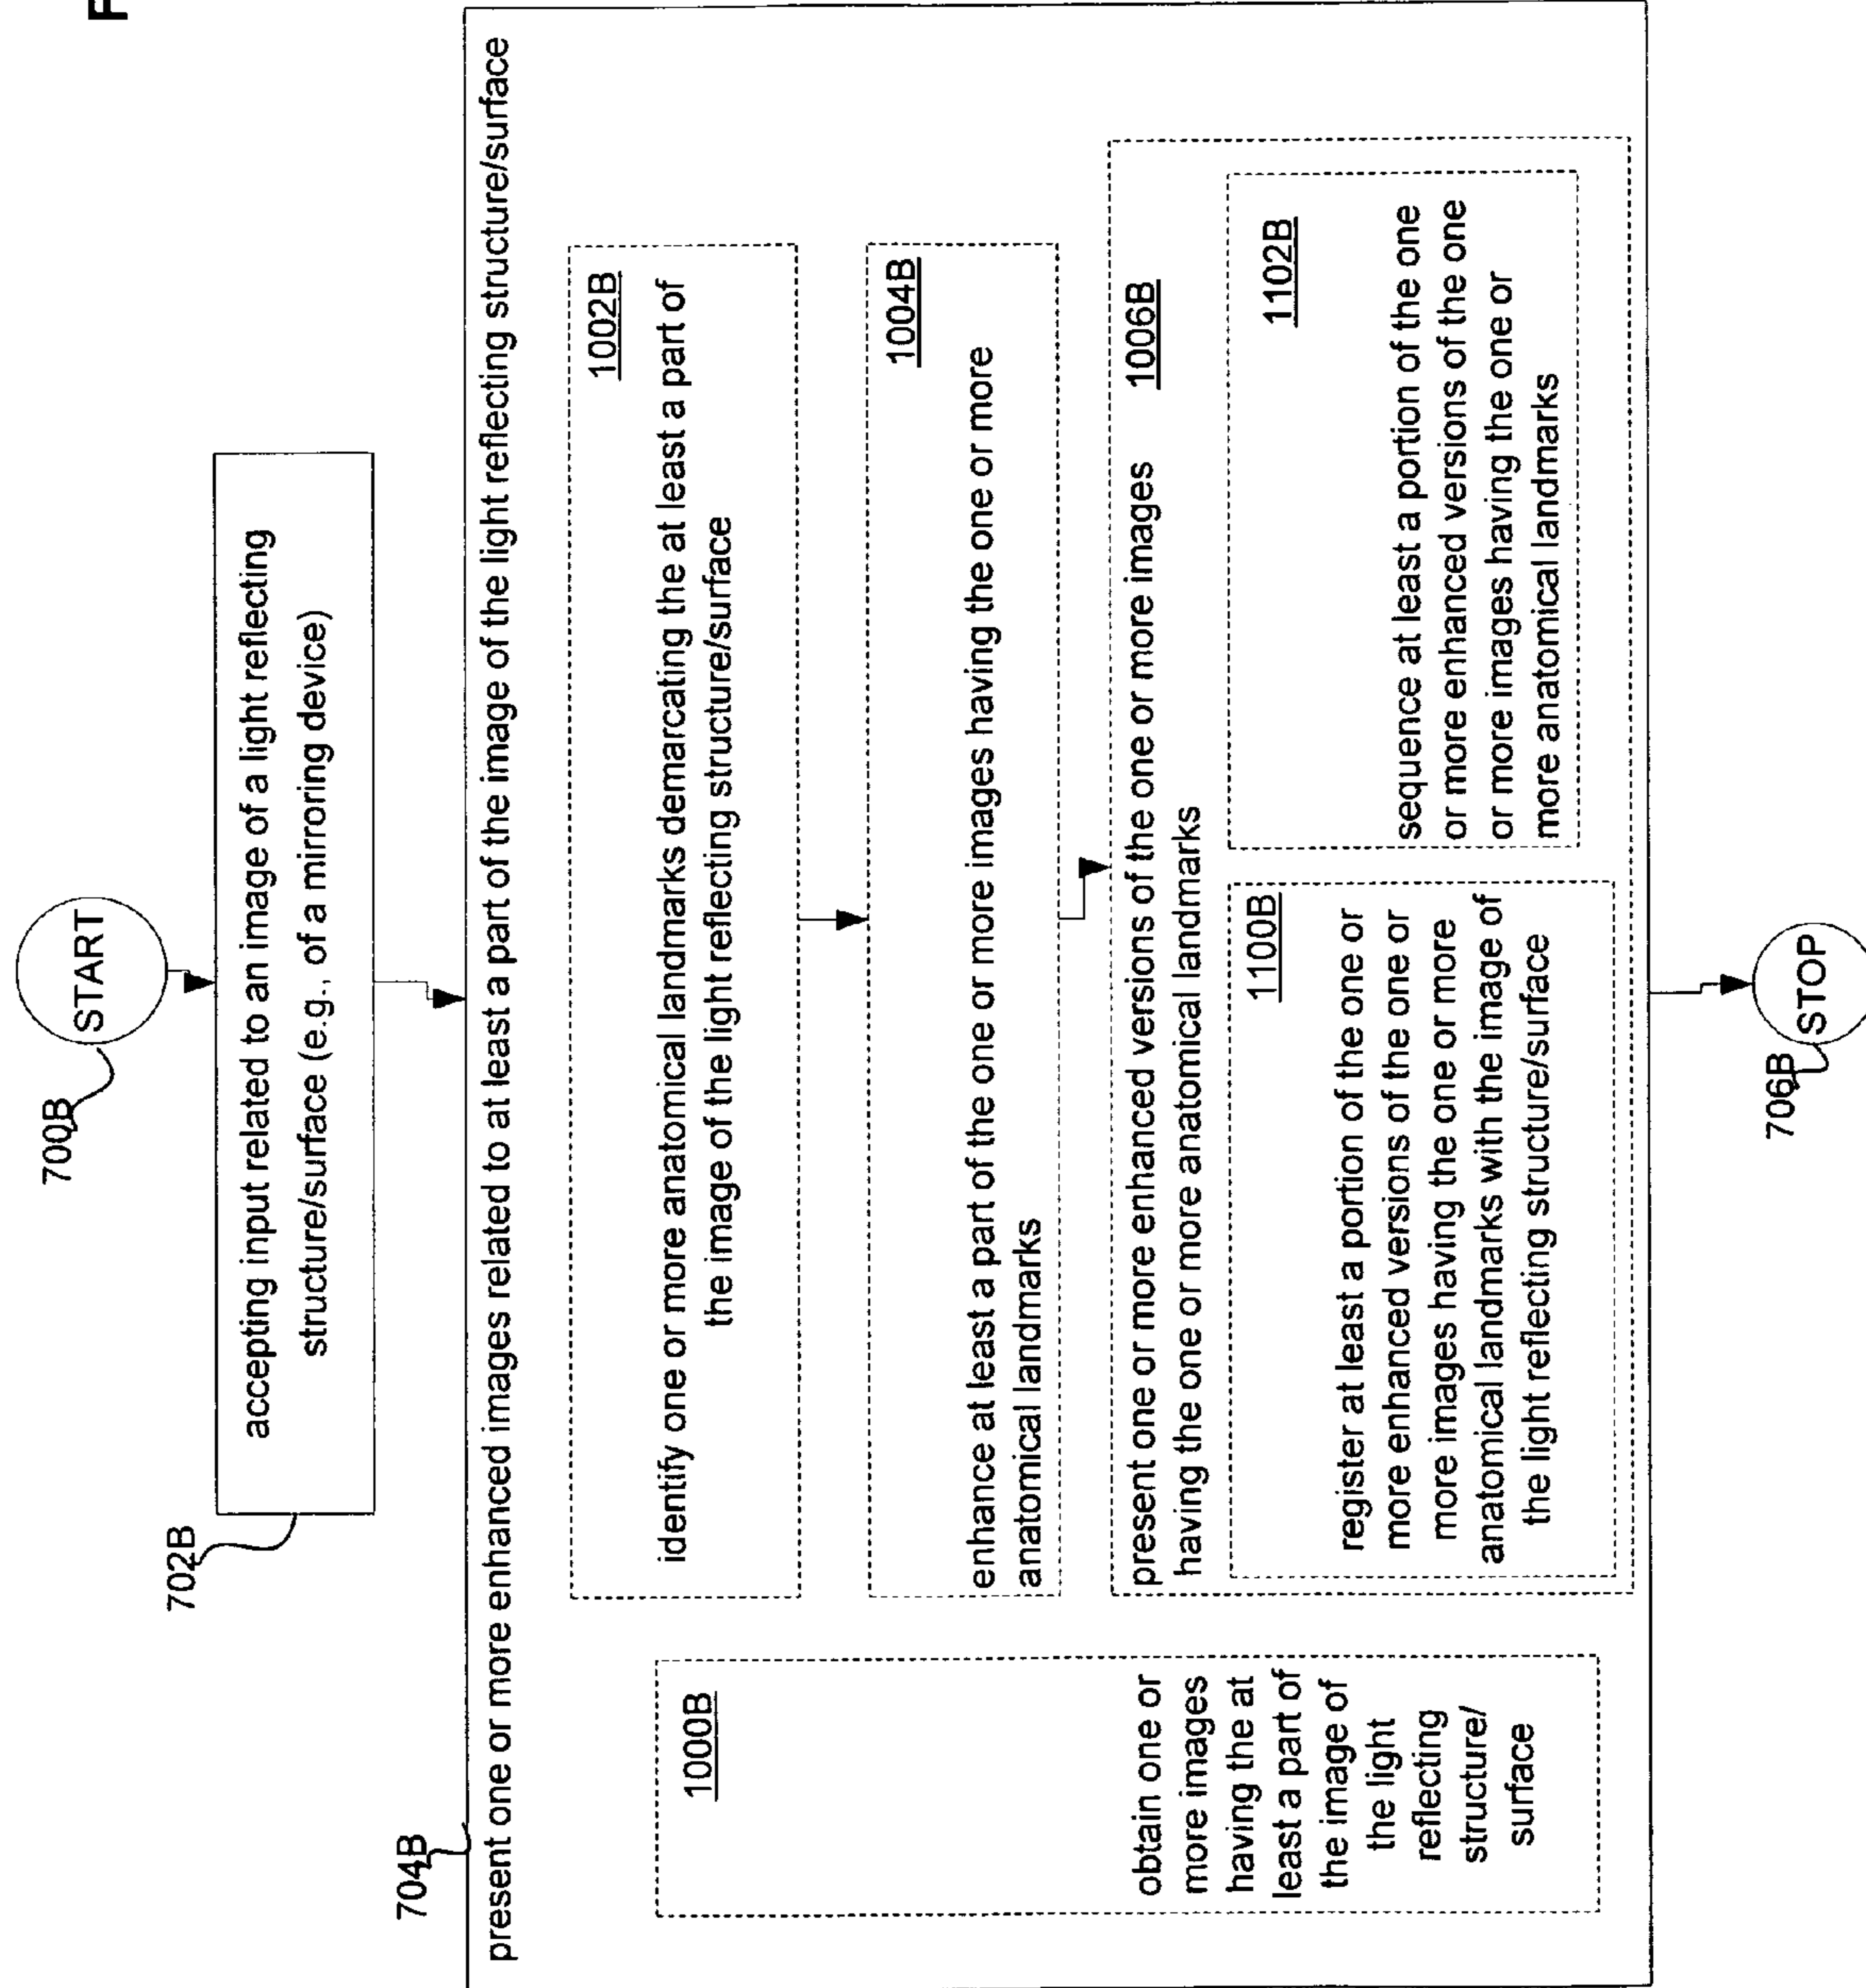 F
START
700B
702B
accepting input related to an image of a light reflecting
structure/surface (e.g., of a mirroring device)
704B
present one or more enhanced images related to at least a part of the image of the light reflecting structure/surface
1000B
obtain one or
more images
having the at
least a part of
the image of
the light
reflecting
structure/
surface
1002B
identify one or more anatomical landmarks demarcating the at least a part of
the image of the light reflecting structure/surface
1004B
enhance at least a part of the one or more images having the one or more
anatomical landmarks
present one or more enhanced versions of the one or more images 1006B
having the one or more anatomical landmarks
1100B
register at least a portion of the one or
more enhanced versions of the one or
more images having the one or more
anatomical landmarks with the image of
the light reflecting structure/surface
1102B
sequence at least a portion of the one
or more enhanced versions of the one
or more images having the one or
more anatomical landmarks
706B
STOP